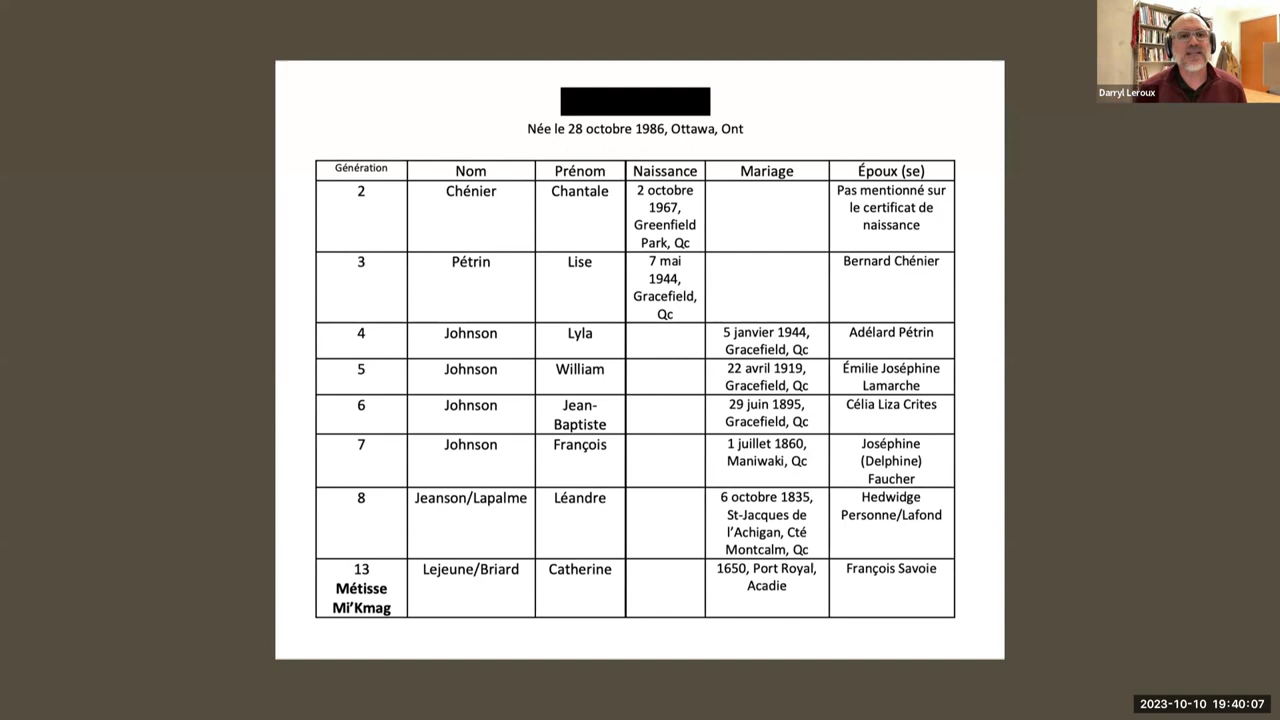 Darryl Leroux
Née le 28 octobre 1986, Ottawa, Ont
Génération Nom Prénom Naissance Mariage Époux (se)
2 Chénier Chantale 2 octobre 1967, Greenfield Park, Qc Pas mentionné sur le certificat de naissance
3 Pétrin Lise 7 mai 1944, Gracefield, Qc Bernard Chénier
4 Johnson Lyla 5 janvier 1944, Gracefield, Qc Adélard Pétrin
5 Johnson William 22 avril 1919, Gracefield, Qc Émilie Joséphine Lamarche
6 Johnson Jean-Baptiste 29 juin 1895, Gracefield, Qc Célia Liza Crites
7 Johnson François 1 juillet 1860, Maniwaki, Qc Joséphine (Delphine) Faucher
8 Jeanson/Lapalme Léandre 6 octobre 1835, St-Jacques de l'Achigan, Cté Montcalm, Qc Hedwidge Personne/Lafond
13 Métisse Mi'Kmag Lejeune/Briard Catherine 1650, Port Royal, Acadie François Savoie
2023-10-10 19:40:07